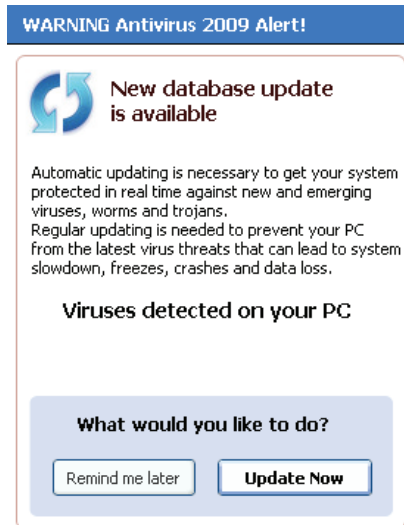 WARNING Antivirus 2009 Alert!
New database update
is available
Automatic updating is necessary to get your system
protected in real time against new and emerging
viruses, worms and trojans.
Regular updating is needed to prevent your PC
from the latest virus threats that can lead to system
slowdown, freezes, crashes and data loss.
Viruses detected on your PC
What would you like to do?
Remind me later
Update Now